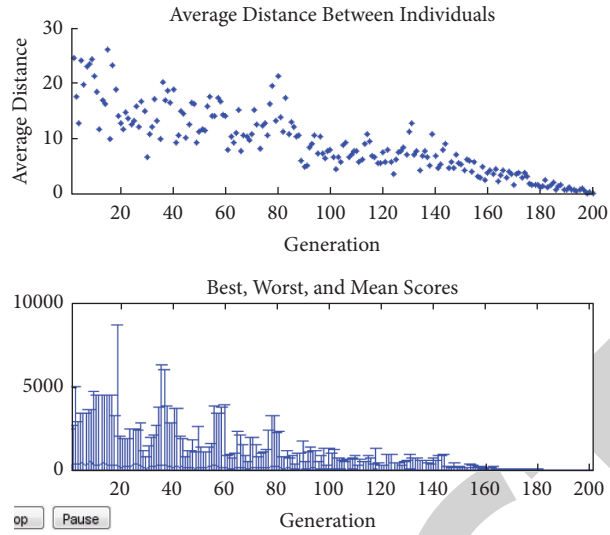 Average Distance Between Individuals
30
20
10
0
Average Distance
20 40 60 80 100 120 140 160 180 200
Generation
Best, Worst, and Mean Scores
10000
5000
0
20 40 60 80 100 120 140 160 180 200
Generation
op Pause